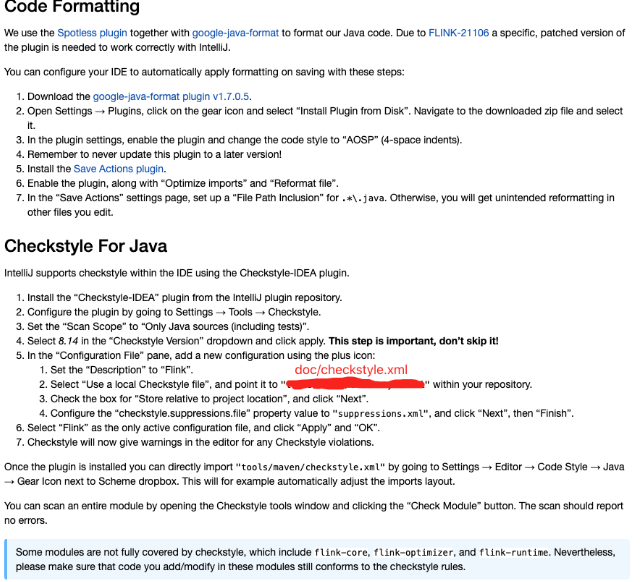 Code Formatting
We use the Spotless plugin together with google-java-format to format our Java code. Due to FLINK-21106 a specific, patched version of
the plugin is needed to work correctly with IntelliJ.
You can configure your IDE to automatically apply formatting on saving with these steps:
1. Download the google-java-format plugin v1.7.0.5.
2. Open Settings → Plugins, click on the gear icon and select “Install Plugin from Disk”. Navigate to the downloaded zip file and select
it.
3. In the plugin settings, enable the plugin and change the code style to “AOSP” (4-space indents).
4. Remember to never update this plugin to a later version!
5. Install the Save Actions plugin.
6. Enable the plugin, along with “Optimize imports” and “Reformat file”.
7. In the “Save Actions” settings page, set up a “File Path Inclusion” for .*\.java. Otherwise, you will get unintended reformatting in
other files you edit.
Checkstyle For Java
IntelliJ supports checkstyle within the IDE using the Checkstyle-IDEA plugin.
1. Install the “Checkstyle-IDEA” plugin from the IntelliJ plugin repository.
2. Configure the plugin by going to Settings → Tools → Checkstyle.
3. Set the “Scan Scope” to “Only Java sources (including tests)”.
4. Select 8.14 in the “Checkstyle Version” dropdown and click apply. This step is important, don’t skip it!
5. In the “Configuration File” pane, add a new configuration using the plus icon:
1. Set the “Description” to “Flink”.
doc/checkstyle.xml
2. Select “Use a local Checkstyle file”, and point it to " " within your repository.
3. Check the box for “Store relative to project location”, and click “Next”.
4. Configure the “checkstyle.suppressions.file” property value to "suppressions.xml", and click “Next”, then “Finish”.
6. Select “Flink” as the only active configuration file, and click “Apply” and “OK”.
7. Checkstyle will now give warnings in the editor for any Checkstyle violations.
Once the plugin is installed you can directly import "tools/maven/checkstyle.xml" by going to Settings → Editor → Code Style → Java
→ Gear Icon next to Scheme dropbox. This will for example automatically adjust the imports layout.
You can scan an entire module by opening the Checkstyle tools window and clicking the “Check Module” button. The scan should report
no errors.
Some modules are not fully covered by checkstyle, which include flink-core, flink-optimizer, and flink-runtime. Nevertheless,
please make sure that code you add/modify in these modules still conforms to the checkstyle rules.